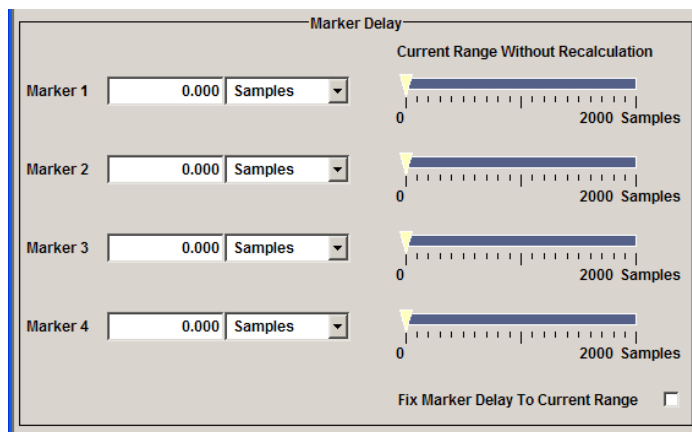 Marker Delay
Current Range Without Recalculation
Marker 1 0.000 Samples
0 2000 Samples
Marker 2 0.000 Samples
0 2000 Samples
Marker 3 0.000 Samples
0 2000 Samples
Marker 4 0.000 Samples
0 2000 Samples
Fix Marker Delay To Current Range